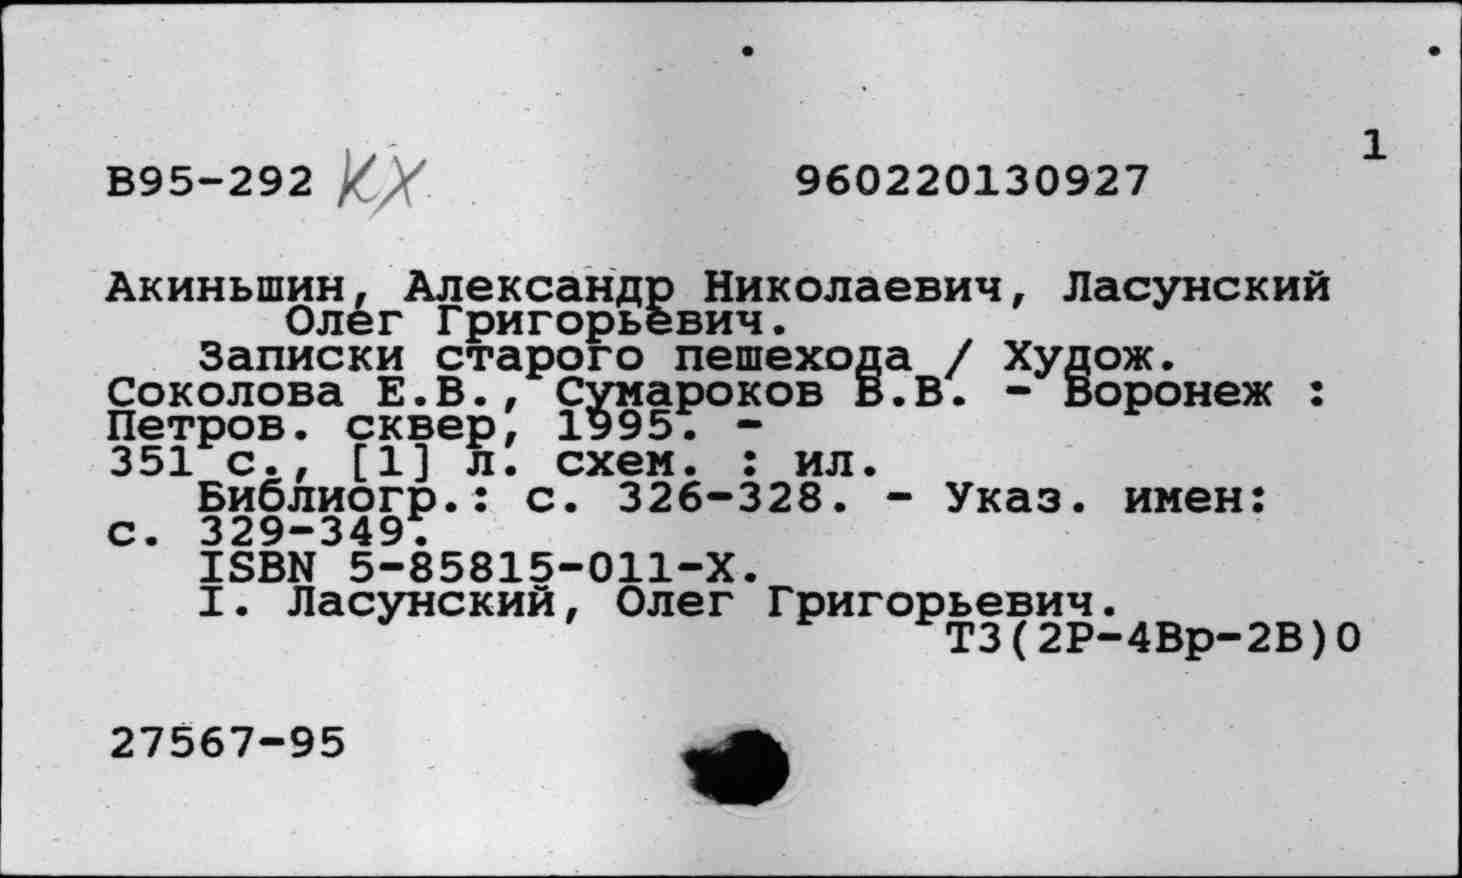 1
В95-292 КХ 960220130927
Акиньшин, Александр Николаевич, Ласунский
Олег Григорьевич.
Записки старого пешехода / Худож.
Соколова Е.В., Сумароков В.В. - Воронеж :
Петров. сквер, 1995. -
351 с., [1] л. схем. : ил.
Библиогр.: с. 326-328. - Указ. имен:
с. 329-349.
ISBN 5-85815-011-X.
I. Ласунский, Олег Григорьевич.
Т3(2Р-4Вр-2В)0
27567-95